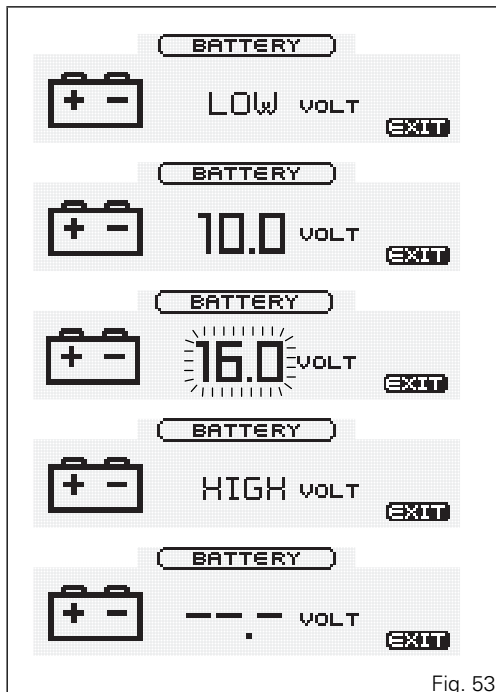 BATTERY
+ - LOW VOLT
EXIT
BATTERY
+ - 10.0 VOLT
EXIT
BATTERY
+ - 16.0 VOLT
EXIT
BATTERY
+ - HIGH VOLT
EXIT
BATTERY
+ - --.- VOLT
EXIT
Fig. 53